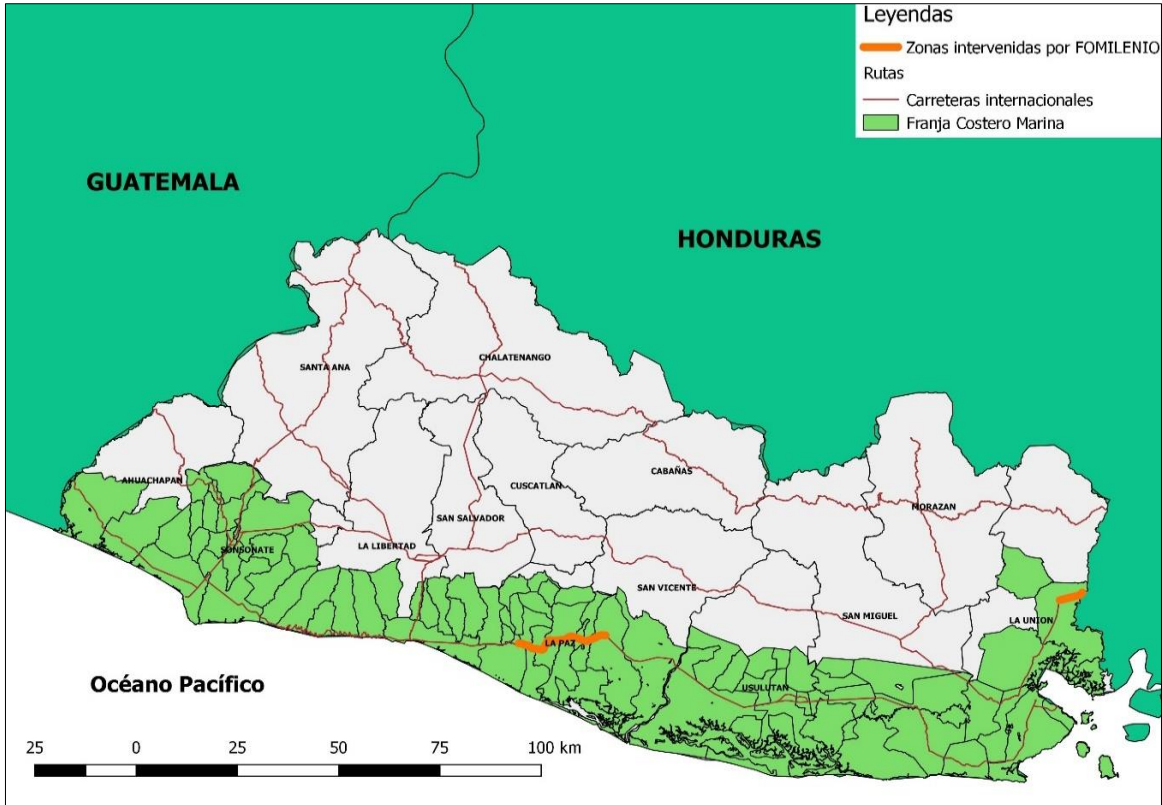 Leyendas
Zonas intervenidas por FOMILENIO
Rutas
Carreteras internacionales
Franja Costero Marina
GUATEMALA
HONDURAS
CHALATENANGO
SANTA ANA
CABAÑAS
AHUACHAPAN
CUSCATLAN
MORAZAN
SAN SALVADOR
SONSONATE
LA LIBERTAD
SAN VICENTE
SAN MIGUEL
LA UNION
LA PAZ
USULUTAN
Océano Pacífico
25 0 25 50 75 100 km